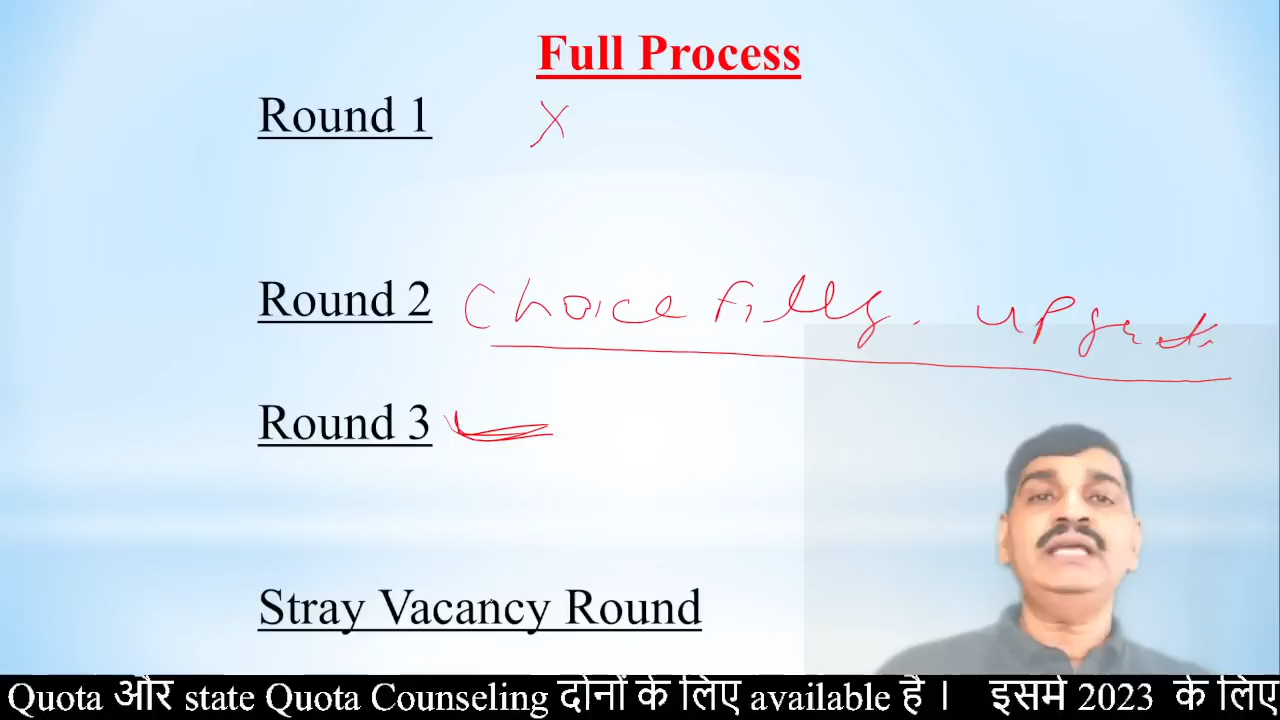 Full Process
Round 1 X
Round 2 Choice filling. upgrade
Round 3
Stray Vacancy Round
Quota और state Quota Counseling दोनों के लिए available है। इसमें 2023 के लिए